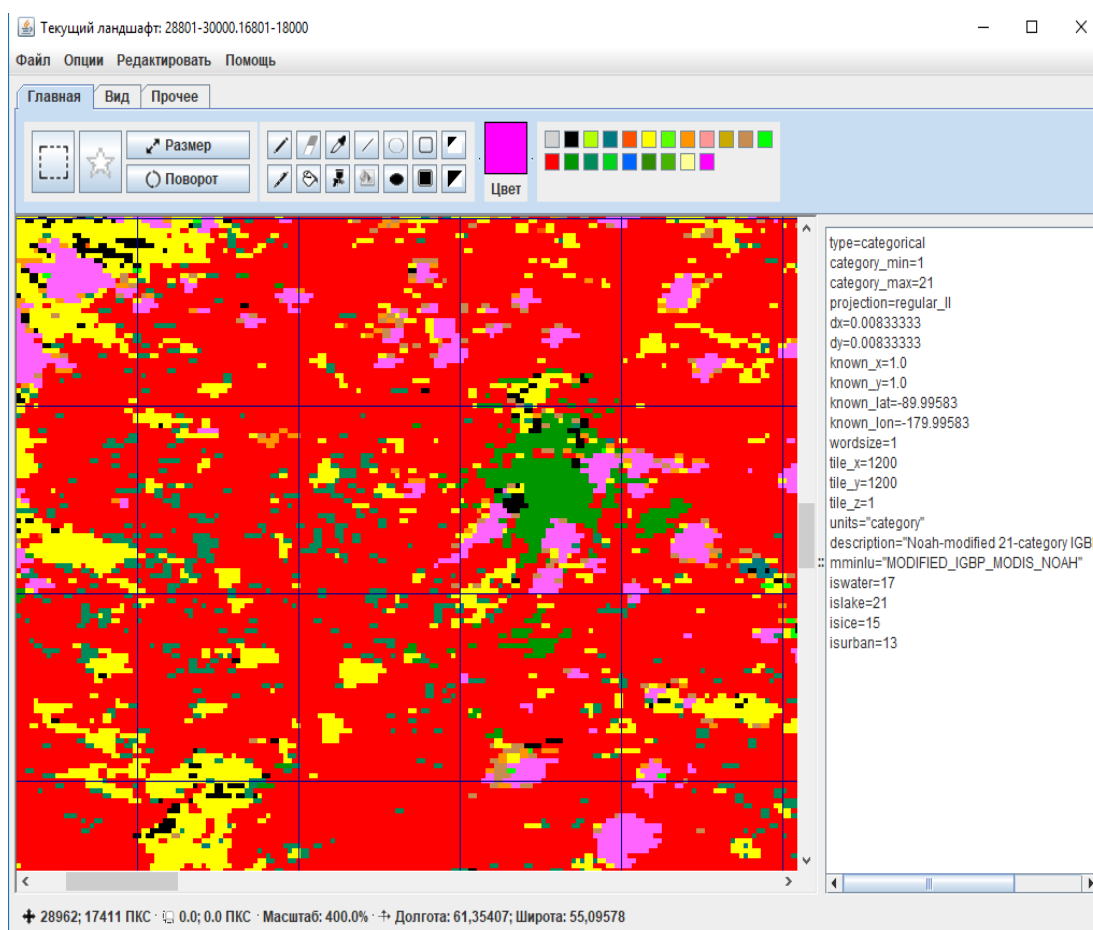 Текущий ландшафт: 28801-30000.16801-18000
Файл Опции Редактировать Помощь
Главная Вид Прочее
Размер
Поворот
Цвет
type=categorical
category_min=1
category_max=21
projection=regular_ll
dx=0.00833333
dy=0.00833333
known_x=1.0
known_y=1.0
known_lat=-89.99583
known_lon=-179.99583
wordsize=1
tile_x=1200
tile_y=1200
tile_z=1
units="category"
description="Noah-modified 21-category IGB
mminlu="MODIFIED_IGBP_MODIS_NOAH"
iswater=17
islake=21
isice=15
isurban=13
28962; 17411 ПКС · 0.0; 0.0 ПКС · Масштаб: 400.0% · Долгота: 61,35407; Широта: 55,09578